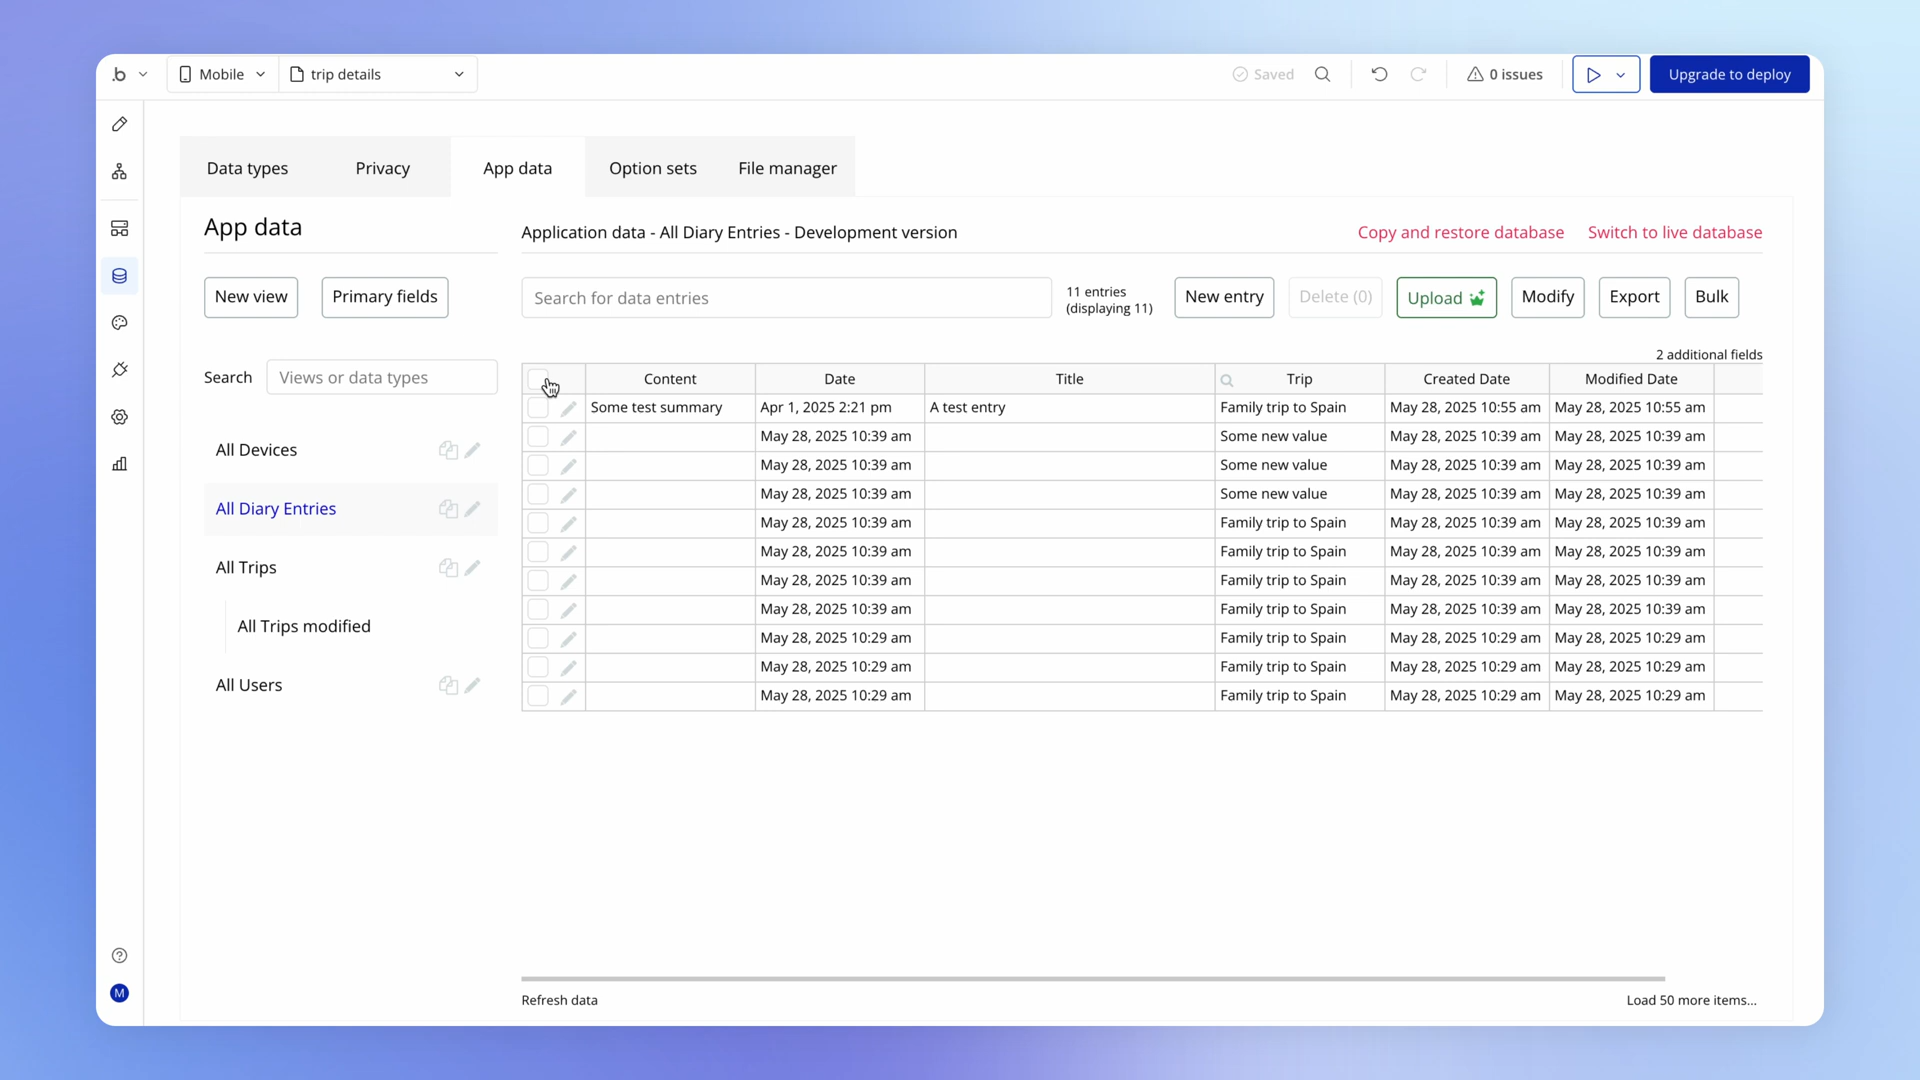 .b Mobile trip details Saved 0 issues Upgrade to deploy
Data types Privacy App data Option sets File manager
App data
Application data - All Diary Entries - Development version Copy and restore database Switch to live database
New view Primary fields
Search for data entries
11 entries
(displaying 11)
New entry Delete (0) Upload Modify Export Bulk
2 additional fields
Search Views or data types
All Devices
All Diary Entries
All Trips
All Trips modified
All Users
Content Date Title Trip Created Date Modified Date
Some test summary Apr 1, 2025 2:21 pm A test entry Family trip to Spain May 28, 2025 10:55 am May 28, 2025 10:55 am
May 28, 2025 10:39 am Some new value May 28, 2025 10:39 am May 28, 2025 10:39 am
May 28, 2025 10:39 am Some new value May 28, 2025 10:39 am May 28, 2025 10:39 am
May 28, 2025 10:39 am Some new value May 28, 2025 10:39 am May 28, 2025 10:39 am
May 28, 2025 10:39 am Family trip to Spain May 28, 2025 10:39 am May 28, 2025 10:39 am
May 28, 2025 10:39 am Family trip to Spain May 28, 2025 10:39 am May 28, 2025 10:39 am
May 28, 2025 10:39 am Family trip to Spain May 28, 2025 10:39 am May 28, 2025 10:39 am
May 28, 2025 10:39 am Family trip to Spain May 28, 2025 10:39 am May 28, 2025 10:39 am
May 28, 2025 10:29 am Family trip to Spain May 28, 2025 10:29 am May 28, 2025 10:29 am
May 28, 2025 10:29 am Family trip to Spain May 28, 2025 10:29 am May 28, 2025 10:29 am
May 28, 2025 10:29 am Family trip to Spain May 28, 2025 10:29 am May 28, 2025 10:29 am
Refresh data Load 50 more items...
M